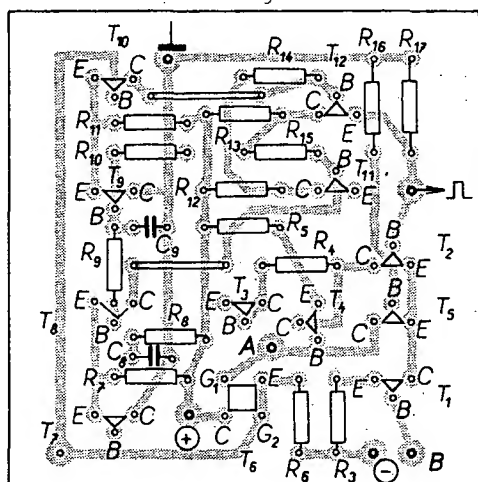 T10 R14 T12 R16 R17
E C
B B
R11 C E
R13 R15
R10 T11
T9 B
E C R12 C E
B
R9 C9 R5 B T2
R4 C E
E C T3 C E T4 B T5
B B C C E
T8 R8 A B
C8
R7 G1 E E C T1
E C B
B + C G2
T7 T6 R6 R3 − B